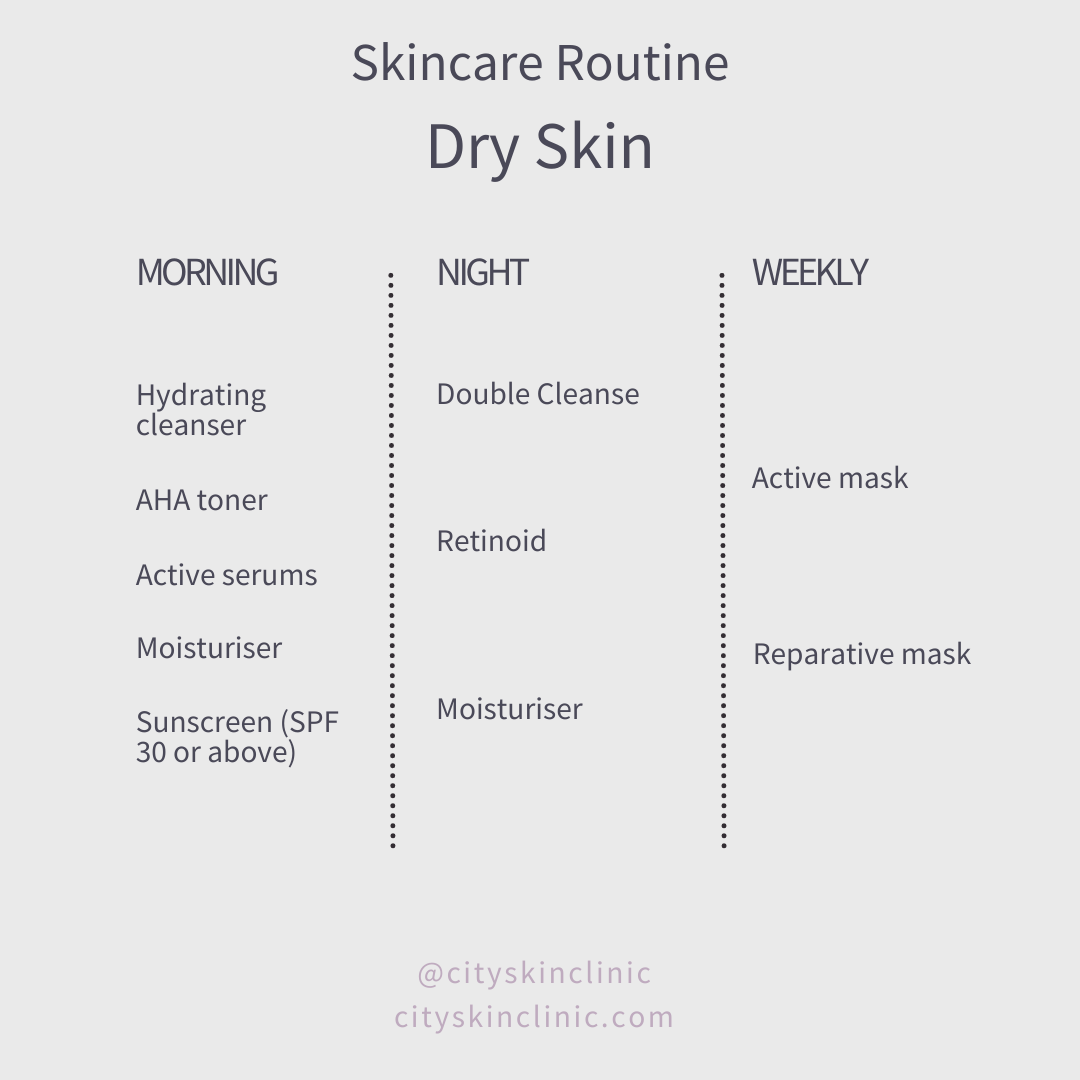 Skincare Routine
Dry Skin
MORNING
Hydrating
cleanser
AHA toner
Active serums
Moisturiser
Sunscreen (SPF
30 or above)
NIGHT
Double Cleanse
Retinoid
Moisturiser
WEEKLY
Active mask
Reparative mask
@cityskinclinic
cityskinclinic.com